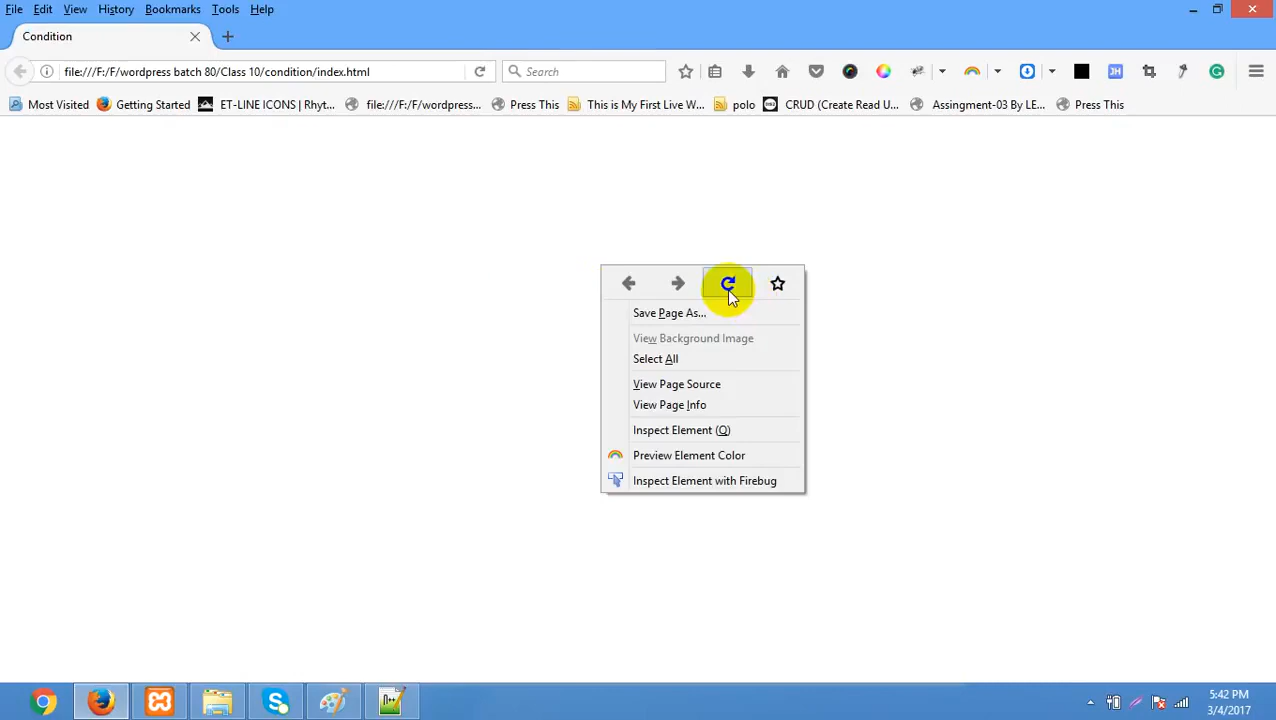 File Edit View History Bookmarks Tools Help
Condition
file:///F:/F/wordpress batch 80/Class 10/condition/index.html
Search
JH
Most Visited
Getting Started
ET-LINE ICONS | Rhyt...
file:///F:/F/wordpress...
Press This
This is My First Live W...
polo
CRUD (Create Read U...
Assingment-03 By LE...
Press This
Save Page As...
View Background Image
Select All
View Page Source
View Page Info
Inspect Element (Q)
Preview Element Color
Inspect Element with Firebug
5:42 PM
3/4/2017